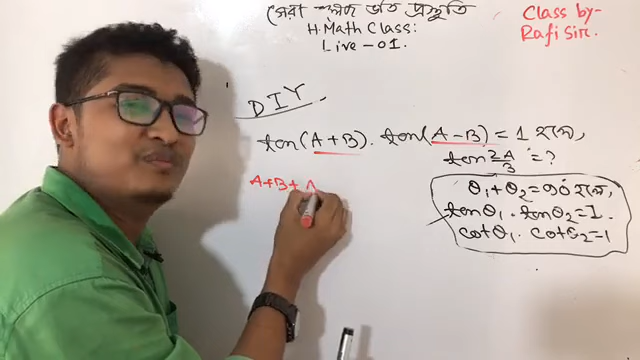 সেরা কলেজ ভর্তি প্রস্তুতি
H.Math Class:
Live-01.
Class by-
Rafi Sir.
DIY
tan(A+B). tan(A-B) = 1 হলে,
tan 2A/3 = ?
A+B+A
θ₁+θ₂=90° হলে,
tanθ₁. tanθ₂=1.
cotθ₁. cotθ₂=1